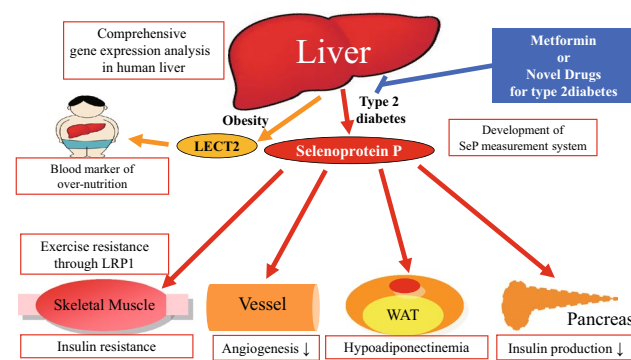 Comprehensive
gene expression analysis
in human liver
Liver
Metformin
or
Novel Drugs
for type 2diabetes
Obesity
Type 2
diabetes
LECT2
Selenoprotein P
Development of
SeP measurement system
Blood marker of
over-nutrition
Exercise resistance
through LRP1
Skeletal Muscle
Vessel
WAT
Pancreas
Insulin resistance
Angiogenesis ↓
Hypoadiponectinemia
Insulin production ↓